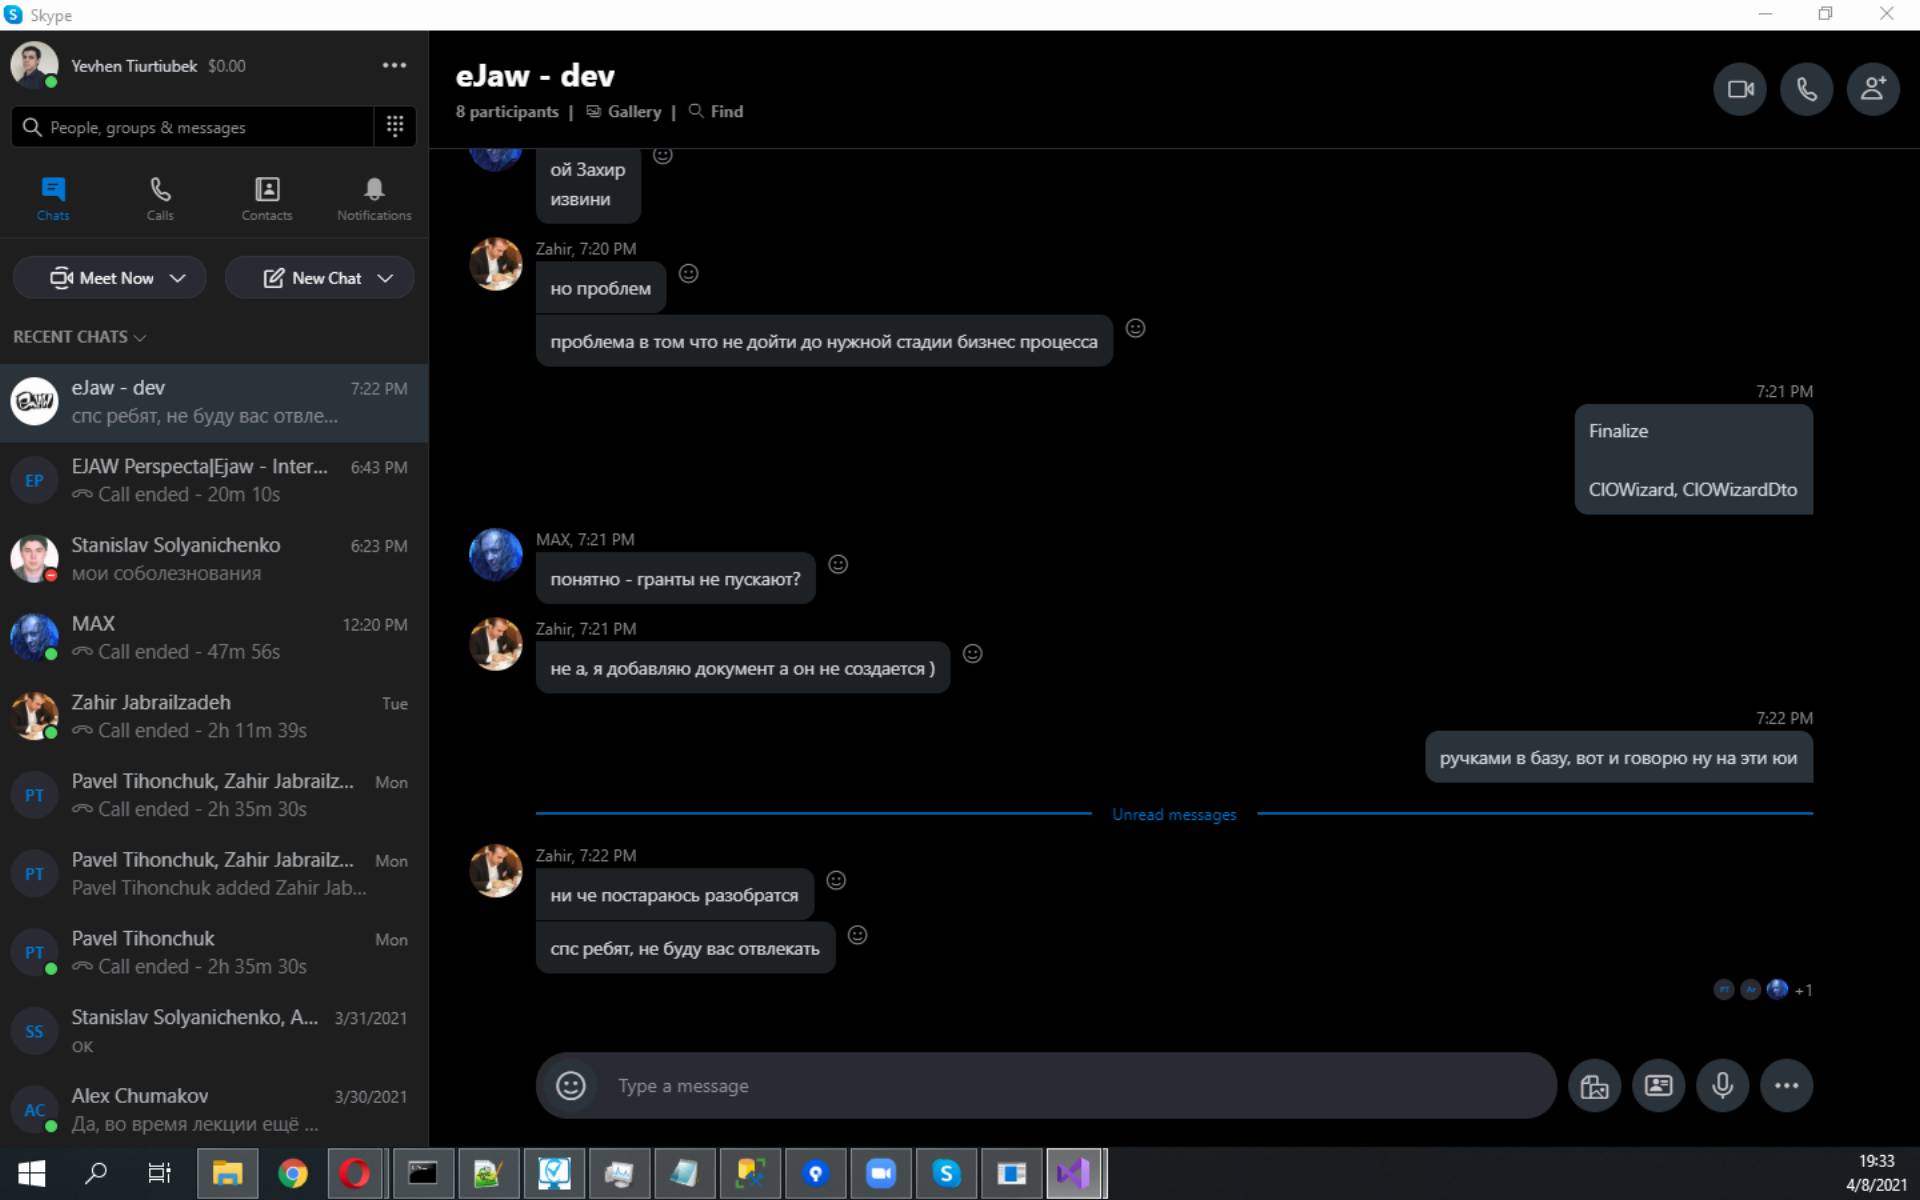 Skype
Yevhen Tiurtiubek $0.00
People, groups & messages
Chats
Calls
Contacts
Notifications
Meet Now
New Chat
RECENT CHATS
eJaw - dev 7:22 PM
спс ребят, не буду вас отвле...
EP
EJAW Perspecta|Ejaw - Inter... 6:43 PM
Call ended - 20m 10s
Stanislav Solyanichenko 6:23 PM
мои соболезнования
MAX 12:20 PM
Call ended - 47m 56s
Zahir Jabrailzadeh Tue
Call ended - 2h 11m 39s
PT
Pavel Tihonchuk, Zahir Jabrailz... Mon
Call ended - 2h 35m 30s
PT
Pavel Tihonchuk, Zahir Jabrailz... Mon
Pavel Tihonchuk added Zahir Jab...
PT
Pavel Tihonchuk Mon
Call ended - 2h 35m 30s
SS
Stanislav Solyanichenko, A... 3/31/2021
ок
AC
Alex Chumakov 3/30/2021
Да, во время лекции ещё ...
eJaw - dev
8 participants | Gallery | Find
ой Захир
извини
Zahir, 7:20 PM
но проблем
проблема в том что не дойти до нужной стадии бизнес процесса
7:21 PM
Finalize
CIOWizard, CIOWizardDto
MAX, 7:21 PM
понятно - гранты не пускают?
Zahir, 7:21 PM
не а, я добавляю документ а он не создается )
7:22 PM
ручками в базу, вот и говорю ну на эти юи
Unread messages
Zahir, 7:22 PM
ни че постараюсь разобратся
спс ребят, не буду вас отвлекать
PT Ar +1
Type a message
19:33
4/8/2021